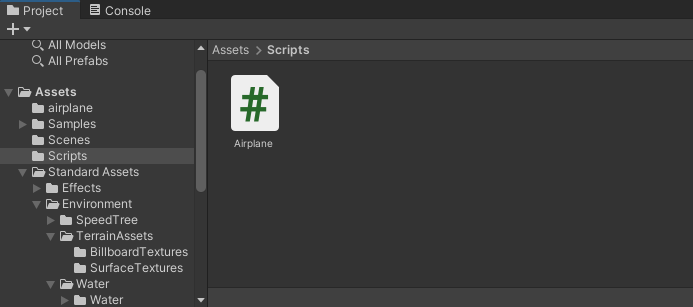 Project
Console
All Models
All Prefabs
Assets
airplane
Samples
Scenes
Scripts
Standard Assets
Effects
Environment
SpeedTree
TerrainAssets
BillboardTextures
SurfaceTextures
Water
Water
Assets > Scripts
#
Airplane